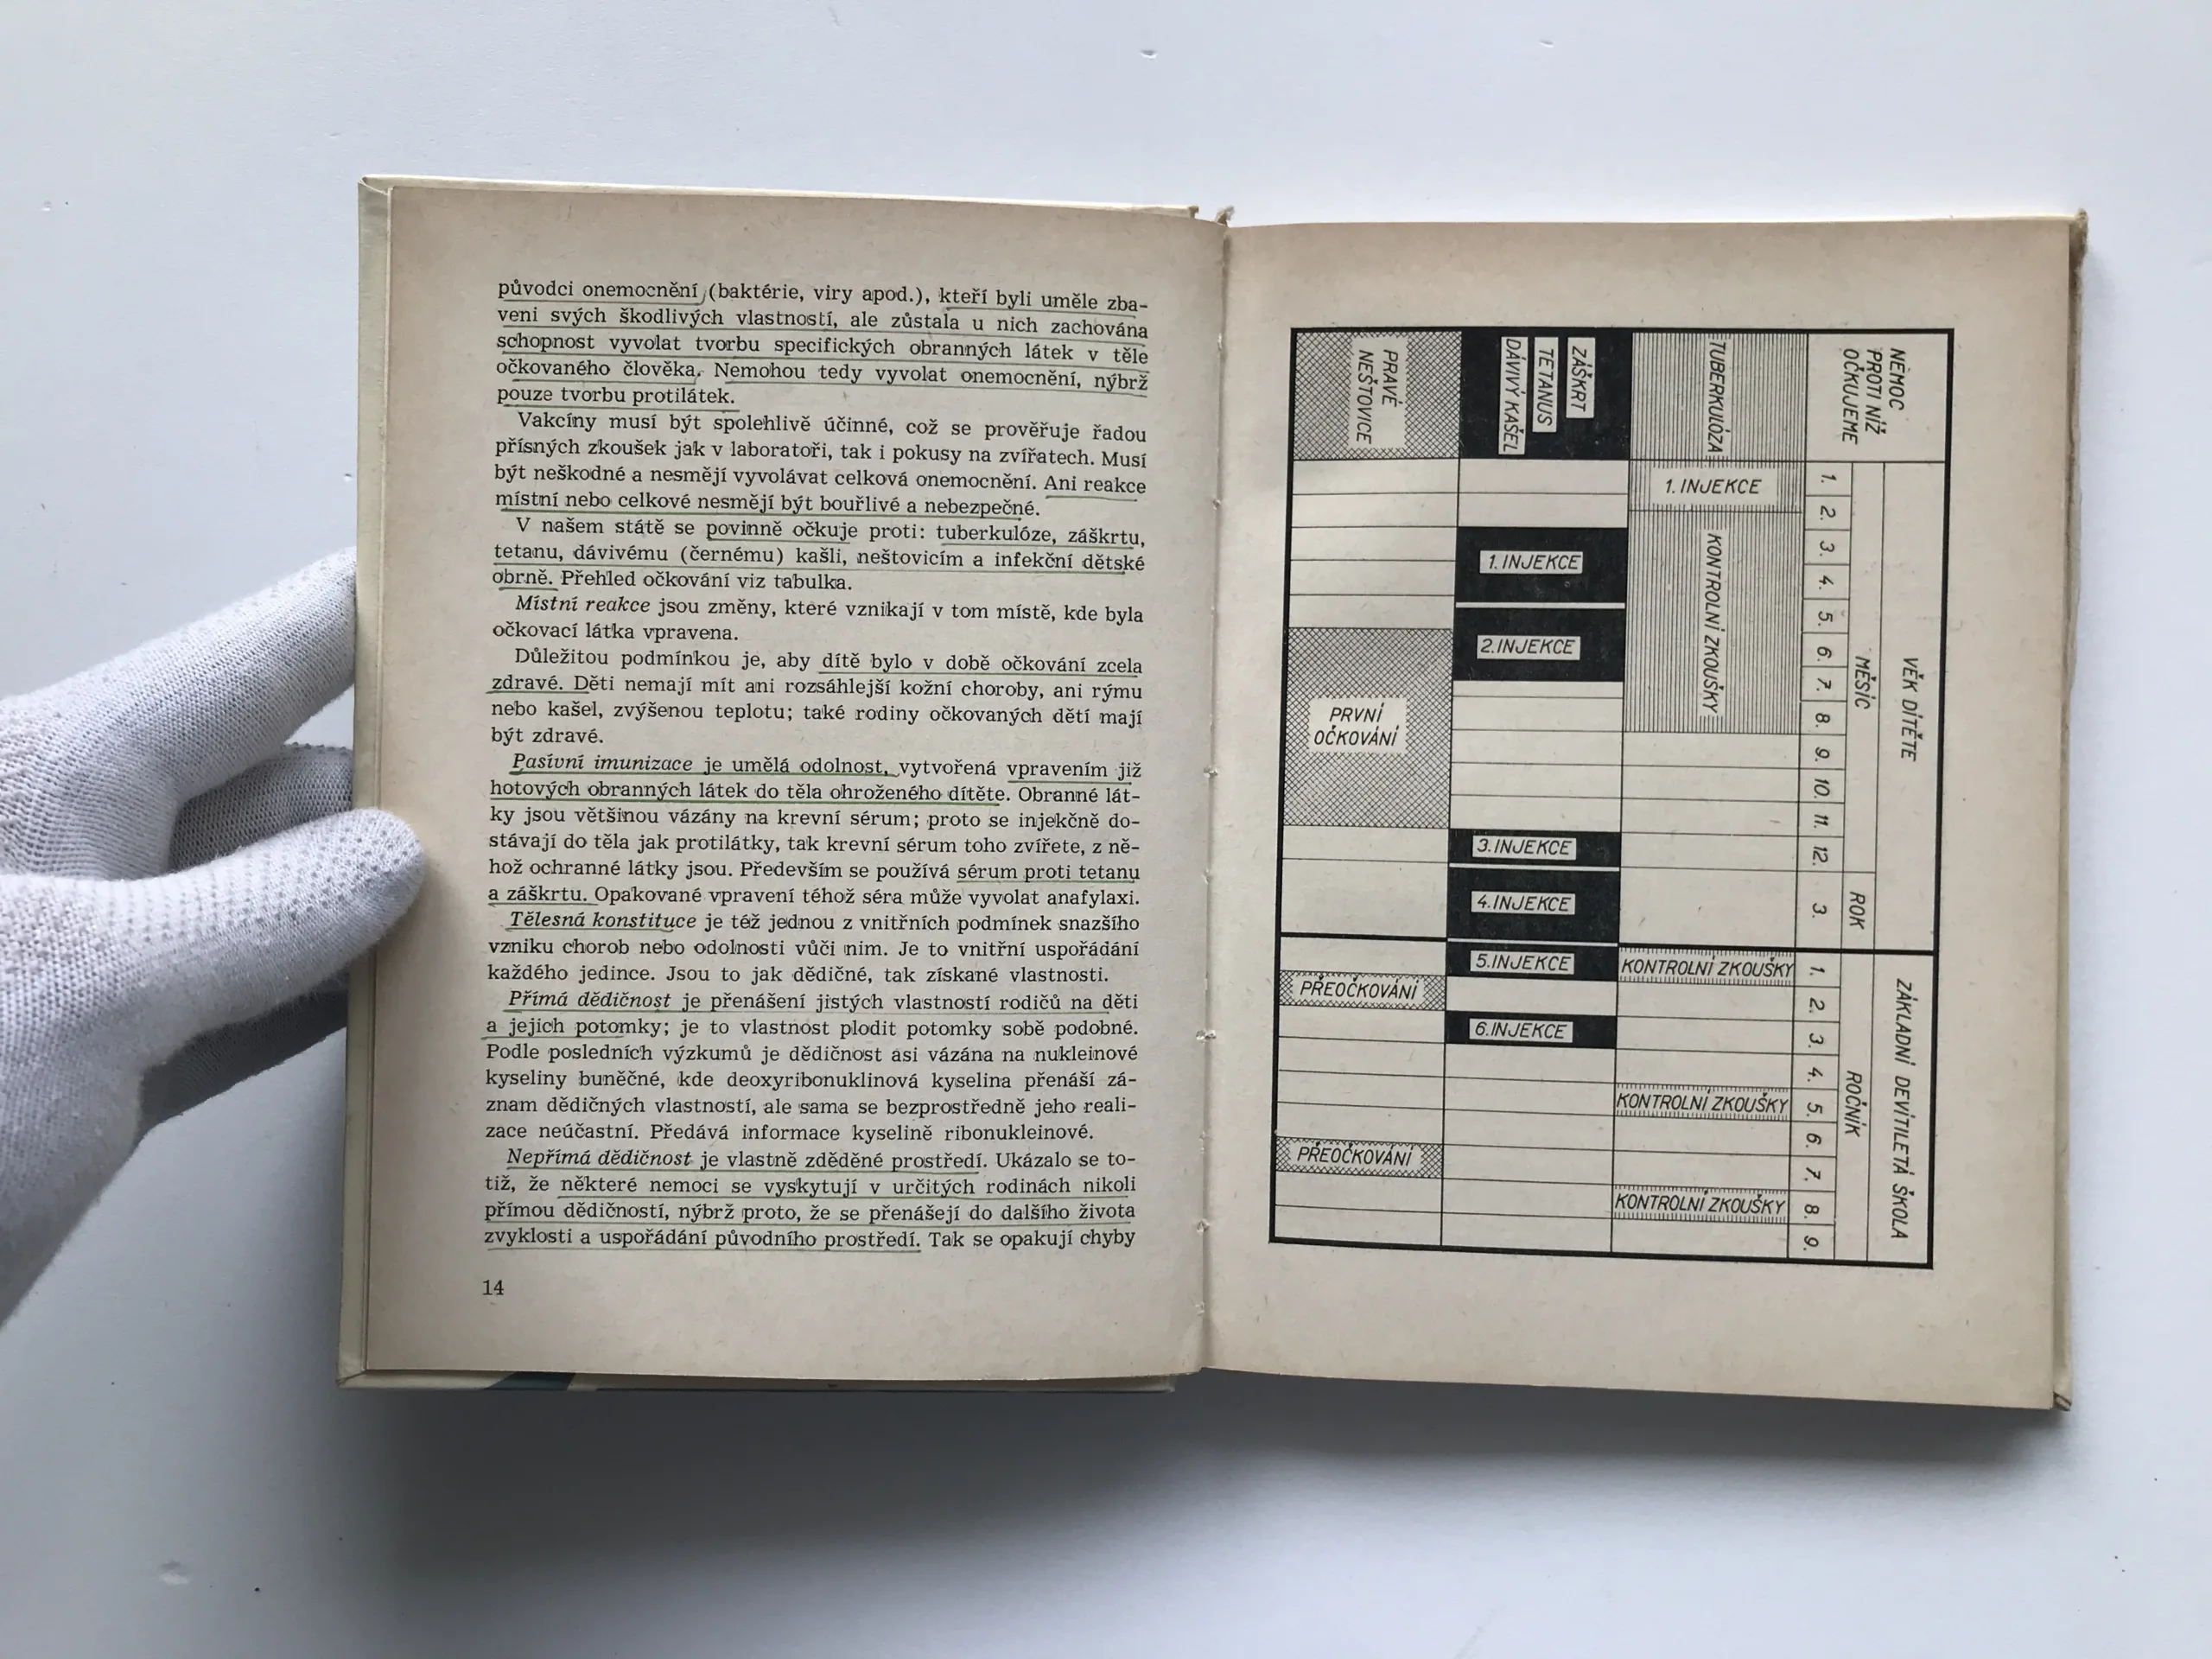 původci onemocnění (baktérie, viry apod.), kteří byli uměle zba-
veni svých škodlivých vlastností, ale zůstala u nich zachována
schopnost vyvolat tvorbu specifických obranných látek v těle
očkovaného člověka. Nemohou tedy vyvolat onemocnění, nýbrž
pouze tvorbu protilátek.
Vakcíny musí být spolehlivě účinné, což se prověřuje řadou
přísných zkoušek jak v laboratoři, tak i pokusy na zvířatech. Musí
být neškodné a nesmějí vyvolávat celková onemocnění. Ani reakce
místní nebo celkové nesmějí být bouřlivé a nebezpečné.
V našem státě se povinně očkuje proti: tuberkulóze, záškrtu,
tetanu, dávivému (černému) kašli, neštovicím a infekční dětské
obrně. Přehled očkování viz tabulka.
Místní reakce jsou změny, které vznikají v tom místě, kde byla
očkovací látka vpravena.
Důležitou podmínkou je, aby dítě bylo v době očkování zcela
zdravé. Děti nemají mít ani rozsáhlejší kožní choroby, ani rýmu
nebo kašel, zvýšenou teplotu; také rodiny očkovaných dětí mají
být zdravé.
Pasívní imunizace je umělá odolnost, vytvořená vpravením již
hotových obranných látek do těla ohroženého dítěte. Obranné lát-
ky jsou většinou vázány na krevní sérum; proto se injekčně do-
stávají do těla jak protilátky, tak krevní sérum toho zvířete, z ně-
hož ochranné látky jsou. Především se používá sérum proti tetanu
a záškrtu. Opakované vpravení téhož séra může vyvolat anafylaxi.
Tělesná konstituce je též jednou z vnitřních podmínek snazšího
vzniku chorob nebo odolnosti vůči nim. Je to vnitřní uspořádání
každého jedince. Jsou to jak dědičné, tak získané vlastnosti.
Přímá dědičnost je přenášení jistých vlastností rodičů na děti
a jejich potomky; je to vlastnost plodit potomky sobě podobné.
Podle posledních výzkumů je dědičnost asi vázána na nukleinové
kyseliny buněčné, kde deoxyribonuklinová kyselina přenáší zá-
znam dědičných vlastností, ale sama se bezprostředně jeho reali-
zace neúčastní. Předává informace kyselině ribonukleinové.
Nepřímá dědičnost je vlastně zděděné prostředí. Ukázalo se to-
tiž, že některé nemoci se vyskytují v určitých rodinách nikoli
přímou dědičností, nýbrž proto, že se přenášejí do dalšího života
zvyklosti a uspořádání původního prostředí. Tak se opakují chyby
14
NEMOC
PROTI NÍŽ
OČKUJEME
VĚK DÍTĚTE
ZÁKLADNÍ DEVÍTILETÁ ŠKOLA
MĚSÍC
ROK
ROČNÍK
1.
2.
3.
4.
5.
6.
7.
8.
9.
10.
11.
12.
3.
1.
2.
3.
4.
5.
6.
7.
8.
9.
TUBERKULÓZA
1. INJEKCE
KONTROLNÍ ZKOUŠKY
KONTROLNÍ ZKOUŠKY
KONTROLNÍ ZKOUŠKY
KONTROLNÍ ZKOUŠKY
ZÁŠKRT
TETANUS
DÁVIVÝ KAŠEL
1. INJEKCE
2. INJEKCE
3. INJEKCE
4. INJEKCE
5. INJEKCE
6. INJEKCE
PRAVÉ
NEŠTOVICE
PRVNÍ
OČKOVÁNÍ
PŘEOČKOVÁNÍ
PŘEOČKOVÁNÍ